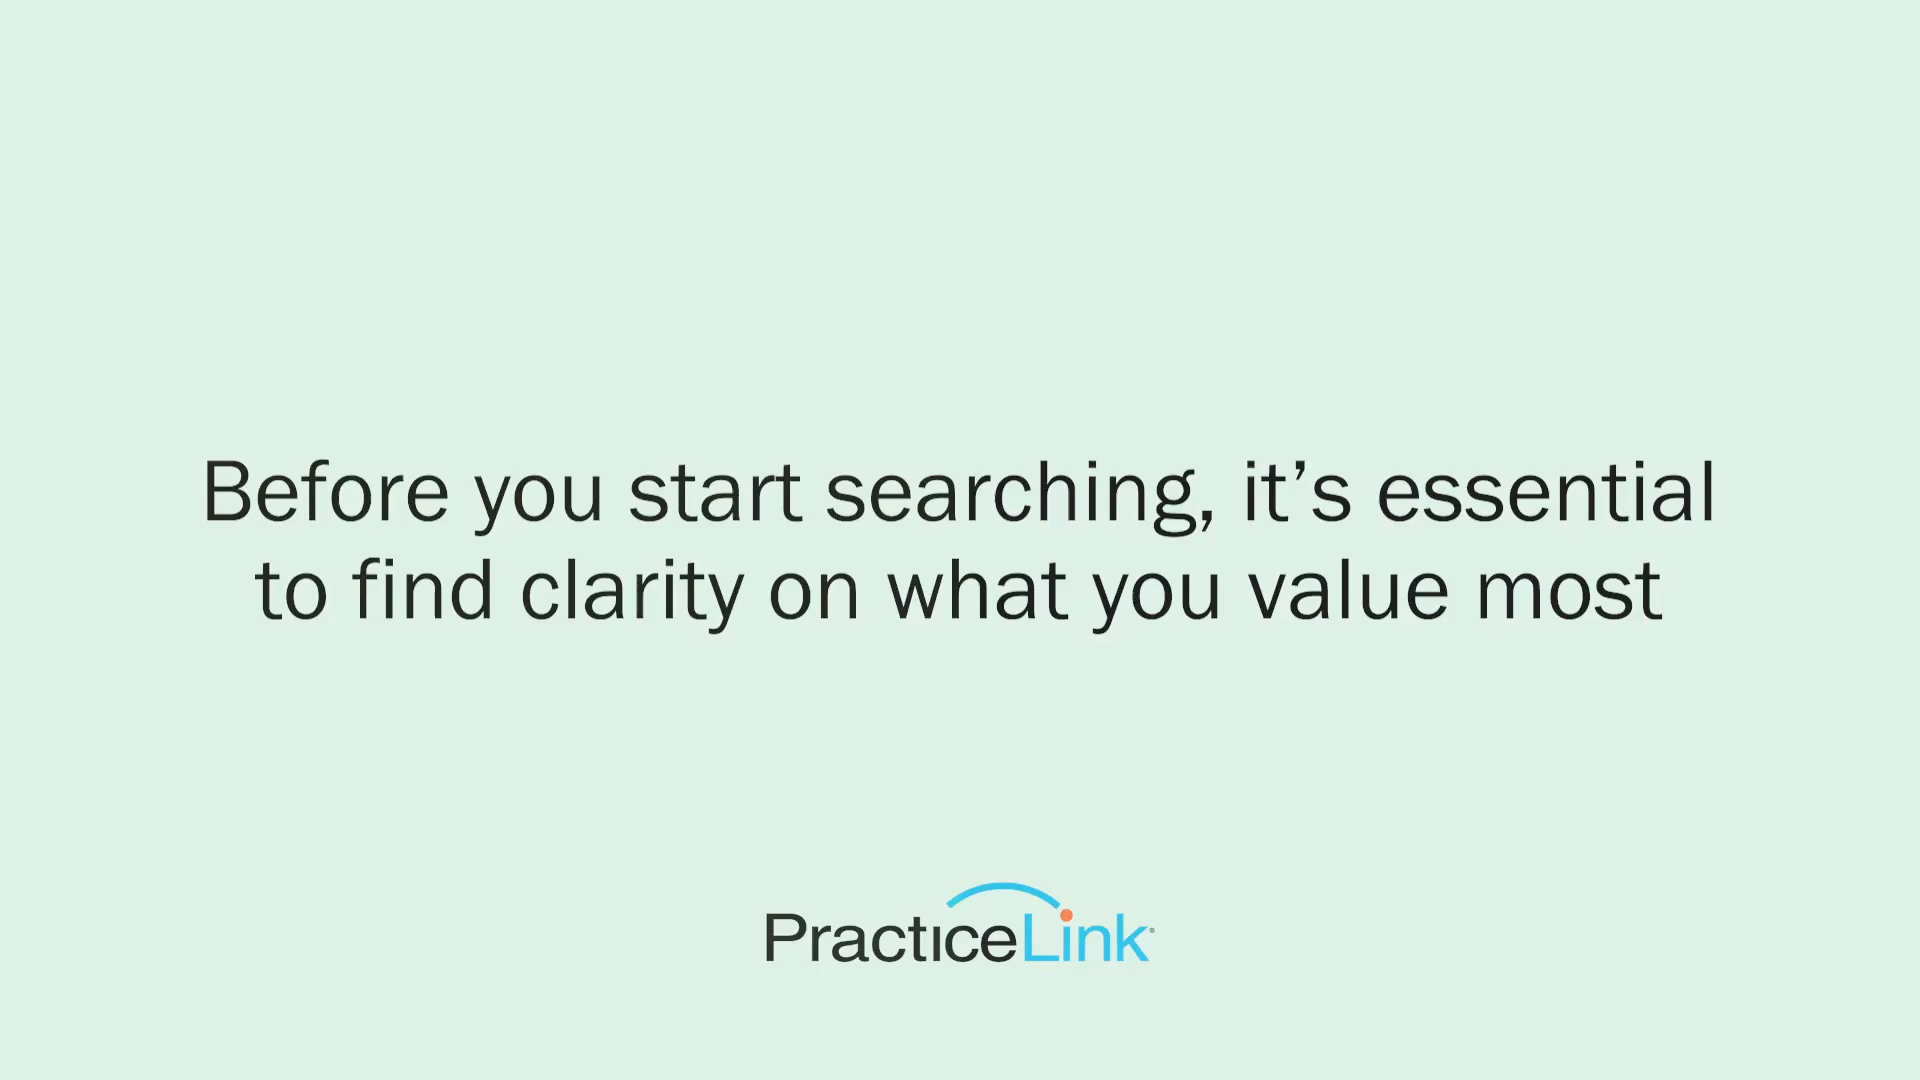 Before you start searching, it’s essential
to find clarity on what you value most
PracticeLink